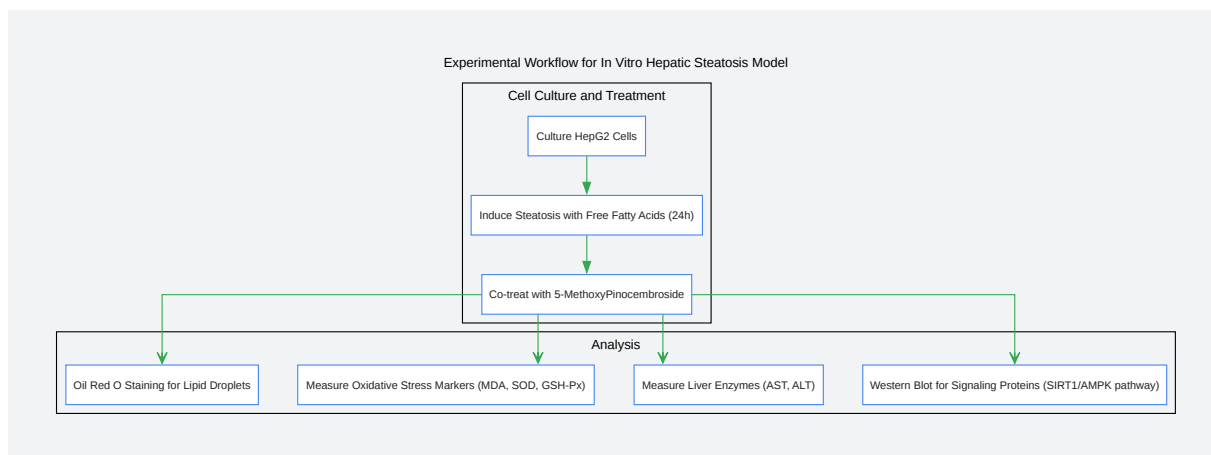 Experimental Workflow for In Vitro Hepatic Steatosis Model
Cell Culture and Treatment
Culture HepG2 Cells
Induce Steatosis with Free Fatty Acids (24h)
Co-treat with 5-MethoxyPinocembroside
Analysis
Oil Red O Staining for Lipid Droplets
Measure Oxidative Stress Markers (MDA, SOD, GSH-Px)
Measure Liver Enzymes (AST, ALT)
Western Blot for Signaling Proteins (SIRT1/AMPK pathway)